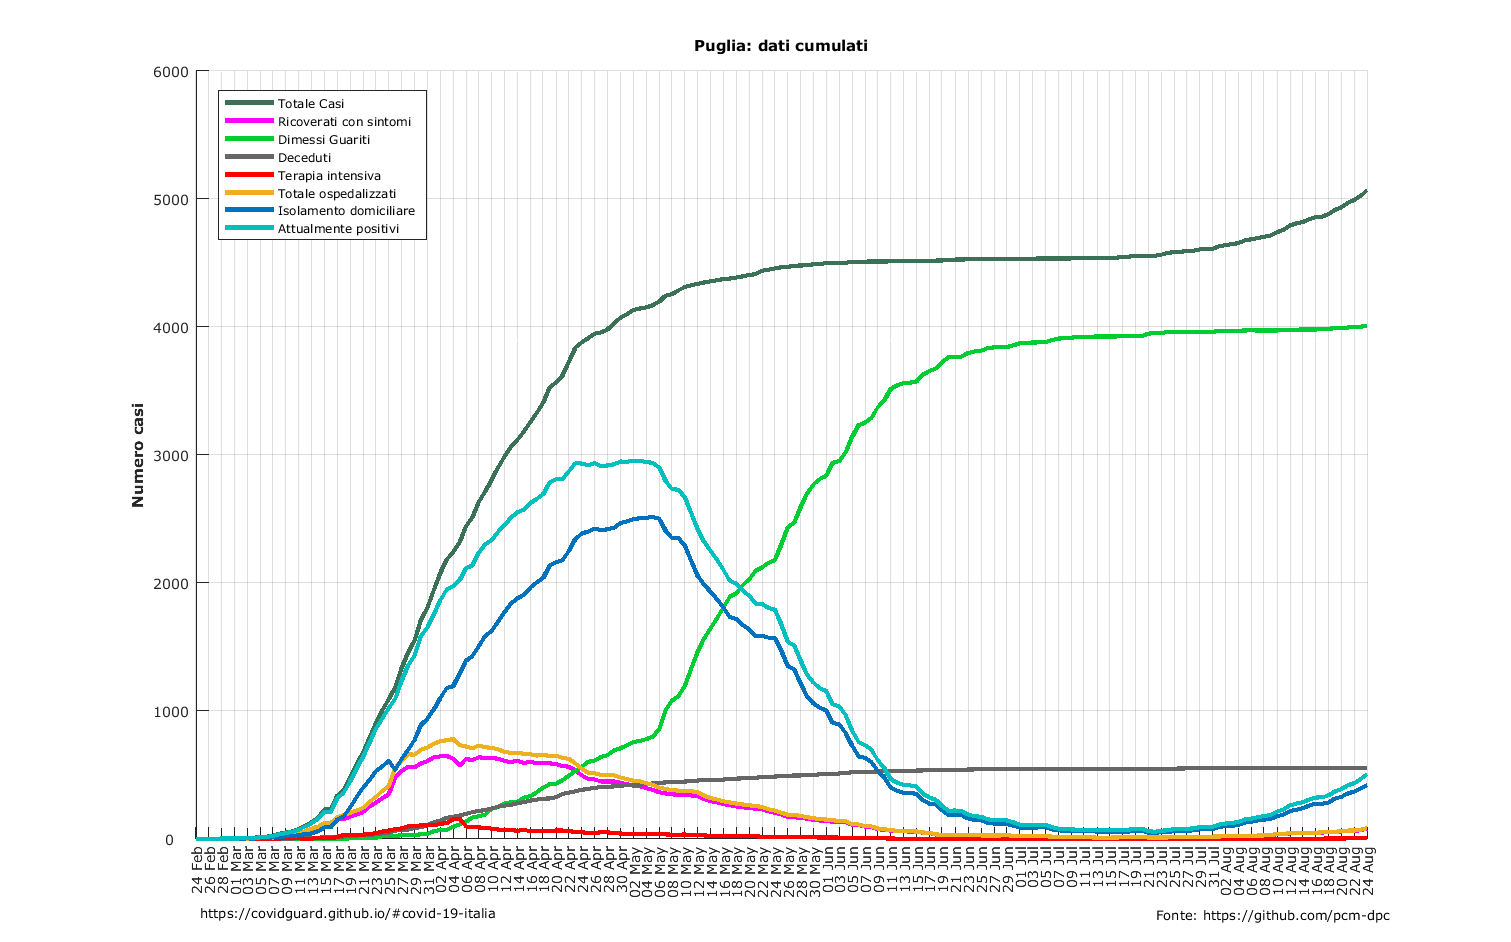 Puglia: dati cumulati
6000
5000
4000
3000
2000
1000
0
Numero casi
Totale Casi
Ricoverati con sintomi
Dimessi Guariti
Deceduti
Terapia intensiva
Totale ospedalizzati
Isolamento domiciliare
Attualmente positivi
24 Feb
26 Feb
28 Feb
01 Mar
03 Mar
05 Mar
07 Mar
09 Mar
11 Mar
13 Mar
15 Mar
17 Mar
19 Mar
21 Mar
23 Mar
25 Mar
27 Mar
29 Mar
31 Mar
02 Apr
04 Apr
06 Apr
08 Apr
10 Apr
12 Apr
14 Apr
16 Apr
18 Apr
20 Apr
22 Apr
24 Apr
26 Apr
28 Apr
30 Apr
02 May
04 May
06 May
08 May
10 May
12 May
14 May
16 May
18 May
20 May
22 May
24 May
26 May
28 May
30 May
01 Jun
03 Jun
05 Jun
07 Jun
09 Jun
11 Jun
13 Jun
15 Jun
17 Jun
19 Jun
21 Jun
23 Jun
25 Jun
27 Jun
29 Jun
01 Jul
03 Jul
05 Jul
07 Jul
09 Jul
11 Jul
13 Jul
15 Jul
17 Jul
19 Jul
21 Jul
23 Jul
25 Jul
27 Jul
29 Jul
31 Jul
02 Aug
04 Aug
06 Aug
08 Aug
10 Aug
12 Aug
14 Aug
16 Aug
18 Aug
20 Aug
22 Aug
24 Aug
https://covidguard.github.io/#covid-19-italia
Fonte: https://github.com/pcm-dpc